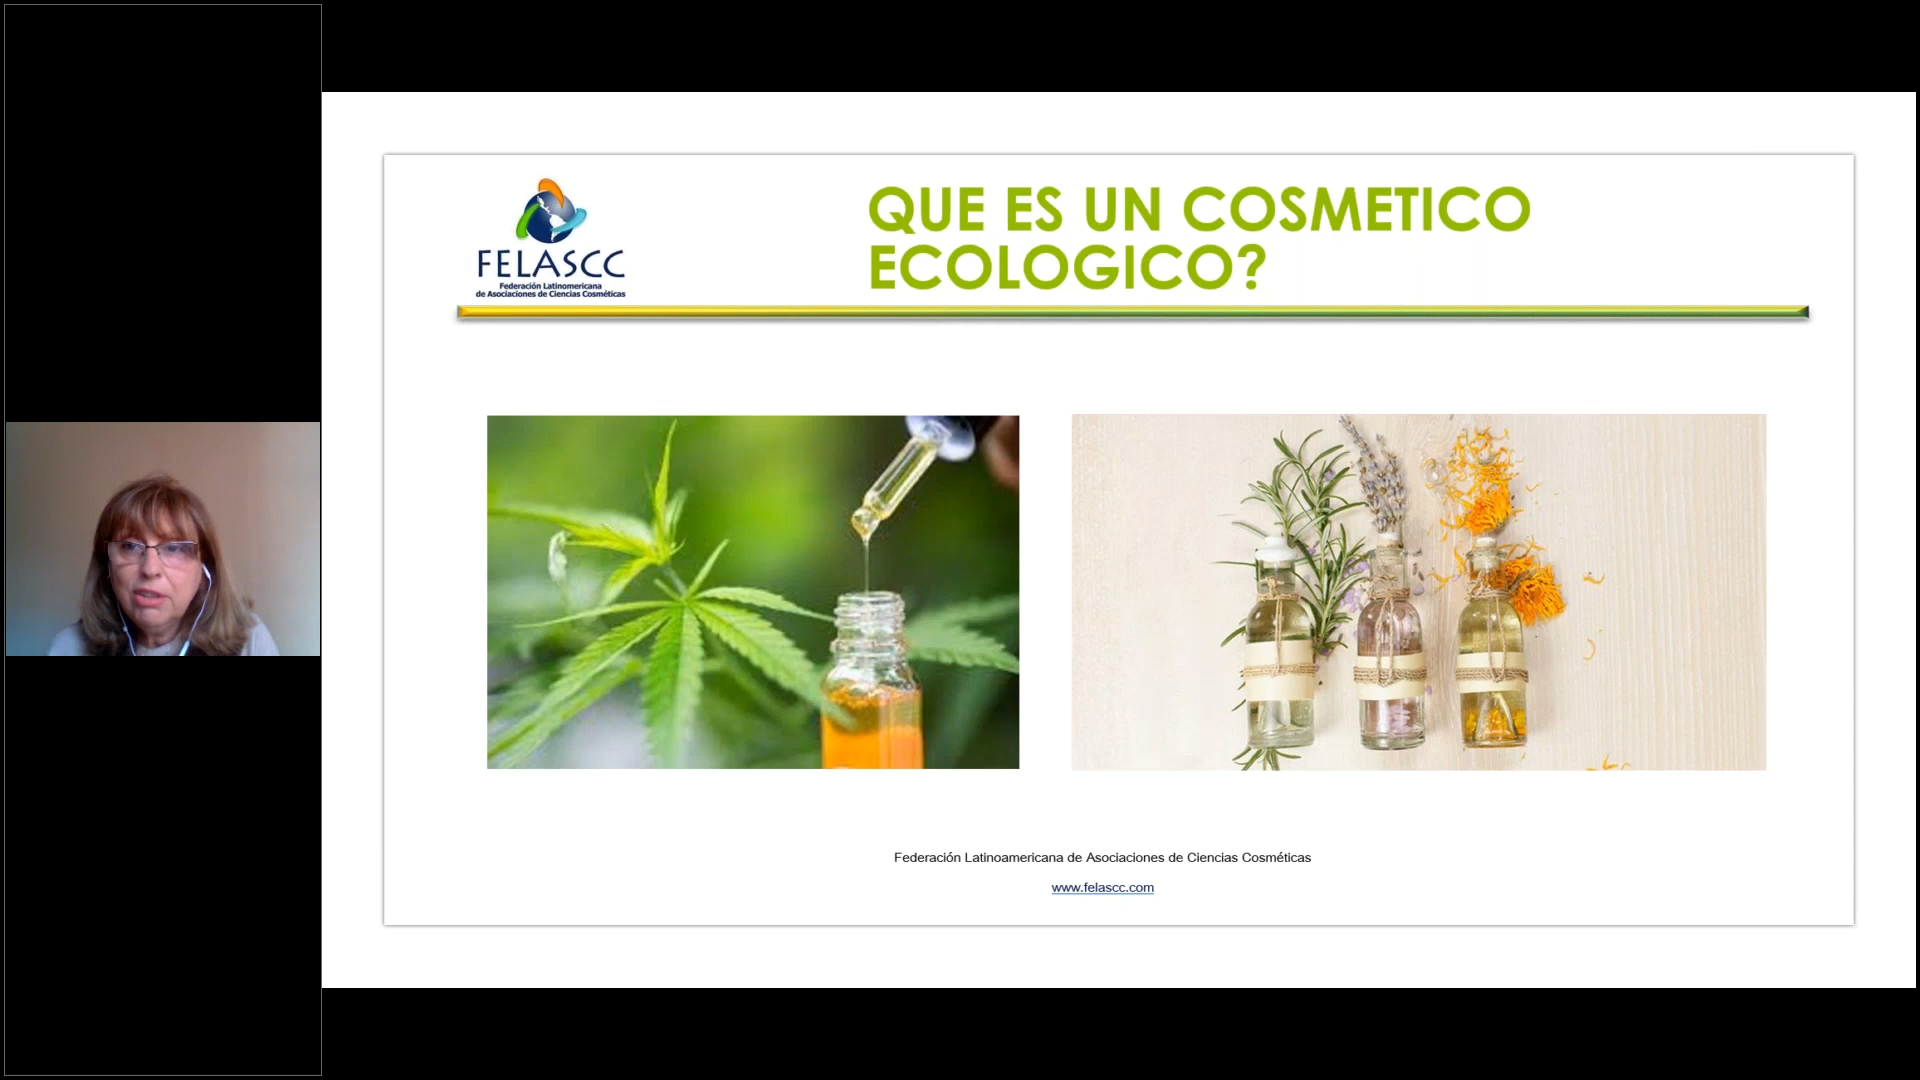 QUE ES UN COSMETICO
ECOLOGICO?
FELASCC
Federación Latinomericana
de Asociaciones de Ciencias Cosméticas
Federación Latinoamericana de Asociaciones de Ciencias Cosméticas
www.felascc.com